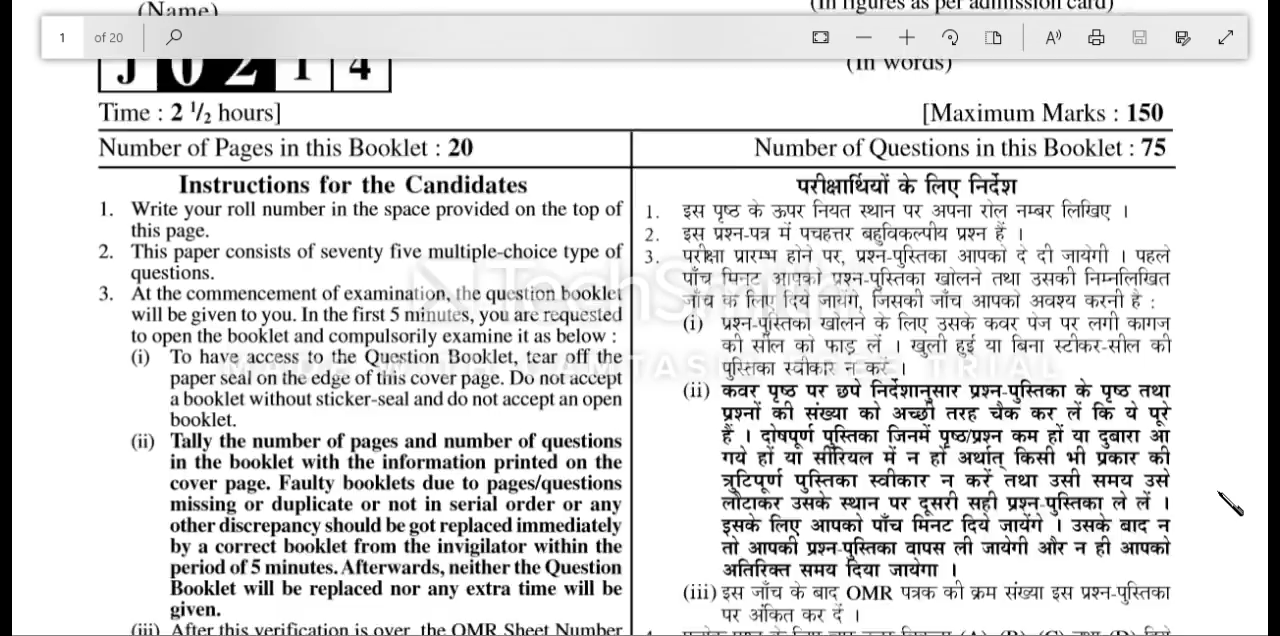 (Name)
(In figures as per admission card)
1 of 20
J 0 2 1 4
(In words)
Time : 2 1/2 hours]
[Maximum Marks : 150
Number of Pages in this Booklet : 20
Number of Questions in this Booklet : 75
Instructions for the Candidates
1. Write your roll number in the space provided on the top of
this page.
2. This paper consists of seventy five multiple-choice type of
questions.
3. At the commencement of examination, the question booklet
will be given to you. In the first 5 minutes, you are requested
to open the booklet and compulsorily examine it as below :
(i) To have access to the Question Booklet, tear off the
paper seal on the edge of this cover page. Do not accept
a booklet without sticker-seal and do not accept an open
booklet.
(ii) Tally the number of pages and number of questions
in the booklet with the information printed on the
cover page. Faulty booklets due to pages/questions
missing or duplicate or not in serial order or any
other discrepancy should be got replaced immediately
by a correct booklet from the invigilator within the
period of 5 minutes. Afterwards, neither the Question
Booklet will be replaced nor any extra time will be
given.
(iii) After this verification is over, the OMR Sheet Number
परीक्षार्थियों के लिए निर्देश
1. इस पृष्ठ के ऊपर नियत स्थान पर अपना रोल नम्बर लिखिए ।
2. इस प्रश्न-पत्र में पचहत्तर बहुविकल्पीय प्रश्न हैं ।
3. परीक्षा प्रारम्भ होने पर, प्रश्न-पुस्तिका आपको दे दी जायेगी । पहले
पाँच मिनट आपको प्रश्न-पुस्तिका खोलने तथा उसकी निम्नलिखित
जाँच के लिए दिये जायेंगे, जिसकी जाँच आपको अवश्य करनी है :
(i) प्रश्न-पुस्तिका खोलने के लिए उसके कवर पेज पर लगी कागज
की सील को फाड़ लें । खुली हुई या बिना स्टीकर-सील की
पुस्तिका स्वीकार न करें ।
(ii) कवर पृष्ठ पर छपे निर्देशानुसार प्रश्न-पुस्तिका के पृष्ठ तथा
प्रश्नों की संख्या को अच्छी तरह चैक कर लें कि ये पूरे
हैं । दोषपूर्ण पुस्तिका जिनमें पृष्ठ/प्रश्न कम हों या दुबारा आ
गये हों या सीरियल में न हों अर्थात् किसी भी प्रकार की
त्रुटिपूर्ण पुस्तिका स्वीकार न करें तथा उसी समय उसे
लौटाकर उसके स्थान पर दूसरी सही प्रश्न-पुस्तिका ले लें ।
इसके लिए आपको पाँच मिनट दिये जायेंगे । उसके बाद न
तो आपकी प्रश्न-पुस्तिका वापस ली जायेगी और न ही आपको
अतिरिक्त समय दिया जायेगा ।
(iii) इस जाँच के बाद OMR पत्रक की क्रम संख्या इस प्रश्न-पुस्तिका
पर अंकित कर दें ।
TechSmith
MADE WITH CAMTASIA FREE TRIAL